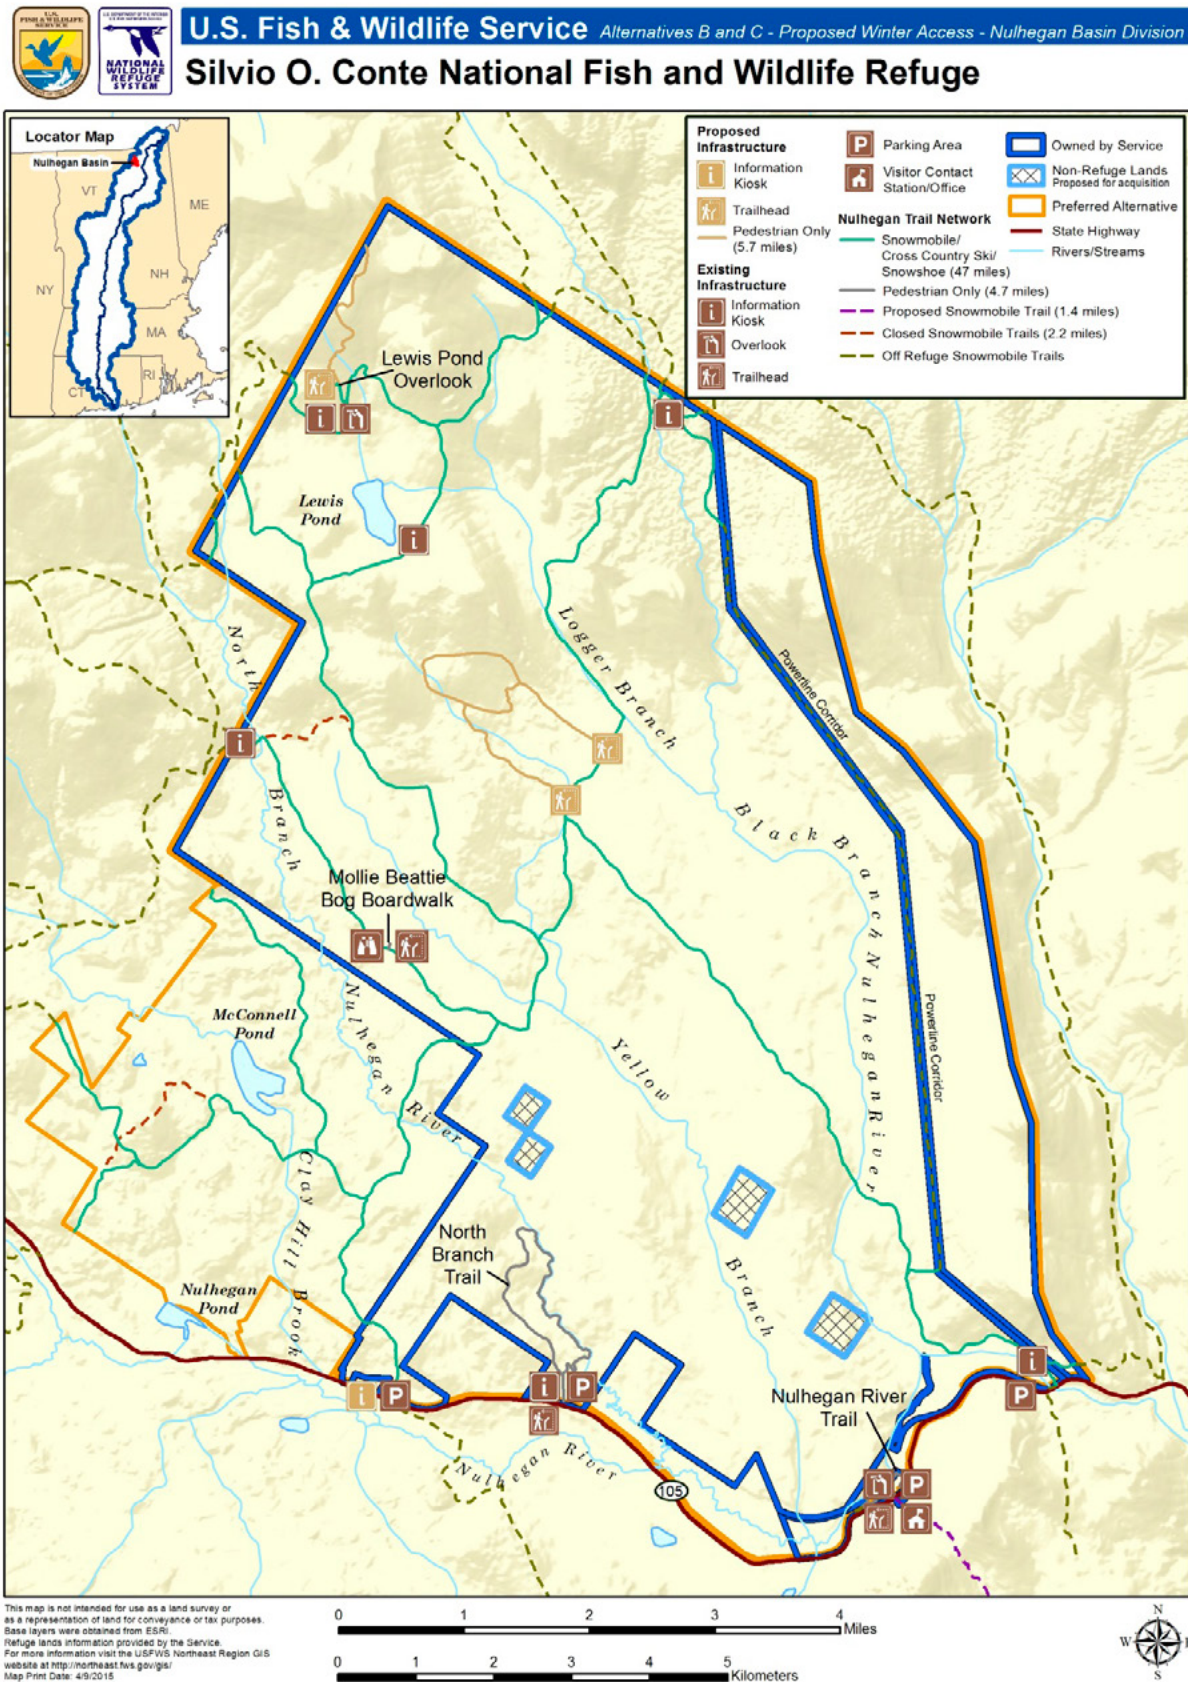 U.S.
FISH & WILDLIFE
SERVICE
NATIONAL
WILDLIFE
REFUGE
SYSTEM
U.S. Fish & Wildlife Service Alternatives B and C - Proposed Winter Access - Nulhegan Basin Division
Silvio O. Conte National Fish and Wildlife Refuge
Locator Map
Nulhegan Basin
VT
ME
NY
NH
MA
CT
RI
Proposed
Infrastructure
Information
Kiosk
Trailhead
Pedestrian Only
(5.7 miles)
Existing
Infrastructure
Information
Kiosk
Overlook
Trailhead
P Parking Area
Visitor Contact
Station/Office
Nulhegan Trail Network
Snowmobile/
Cross Country Ski/
Snowshoe (47 miles)
Pedestrian Only (4.7 miles)
Proposed Snowmobile Trail (1.4 miles)
Closed Snowmobile Trails (2.2 miles)
Off Refuge Snowmobile Trails
Owned by Service
Non-Refuge Lands
Proposed for acquisition
Preferred Alternative
State Highway
Rivers/Streams
Lewis Pond
Overlook
Lewis
Pond
North
Branch
Nulhegan
River
Logger Branch
Powerline Corridor
Black Branch Nulhegan River
Mollie Beattie
Bog Boardwalk
McConnell
Pond
Yellow
Branch
Powerline Corridor
Clay Hill Brook
North
Branch
Trail
Nulhegan
Pond
P
P
P
Nulhegan River
Trail
Nulhegan River
105
P
This map is not intended for use as a land survey or
as a representation of land for conveyance or tax purposes.
Base layers were obtained from ESRI.
Refuge lands information provided by the Service.
For more information visit the USFWS Northeast Region GIS
website at http://northeast.fws.gov/gis/
Map Print Date: 4/9/2015
0 1 2 3 4
Miles
0 1 2 3 4 5
Kilometers
N
W E
S